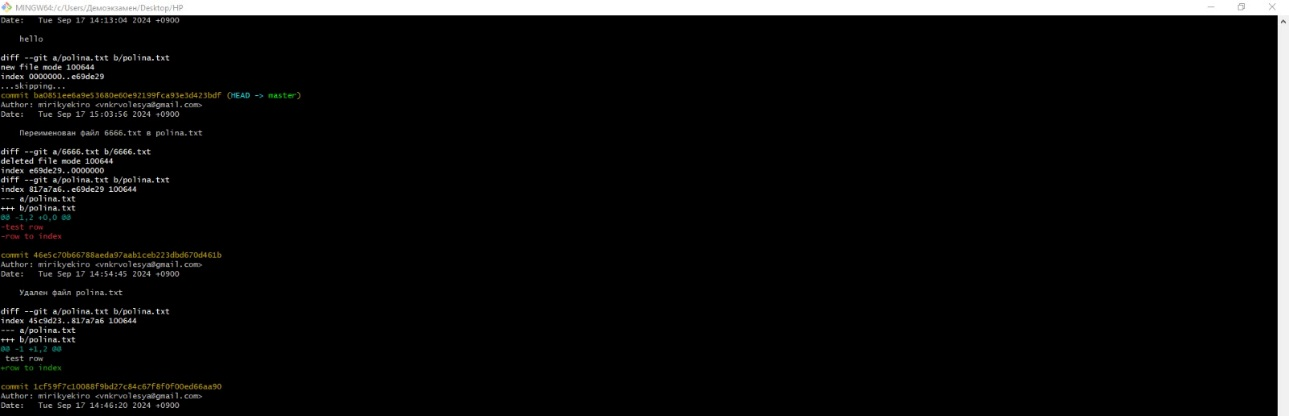 MINGW64:/c/Users/Демоэкзамен/Desktop/HP
Date:   Tue Sep 17 14:13:04 2024 +0900
hello
diff --git a/polina.txt b/polina.txt
new file mode 100644
index 0000000..e69de29
...skipping...
commit ba0851ee6a9e53680e60e92199fca93e3d423bdf (HEAD -> master)
Author: mirikyekiro <vnkrvolesya@gmail.com>
Date:   Tue Sep 17 15:03:56 2024 +0900
Переименован файл 6666.txt в polina.txt
diff --git a/6666.txt b/6666.txt
deleted file mode 100644
index e69de29..0000000
diff --git a/polina.txt b/polina.txt
index 817a7a6..e69de29 100644
--- a/polina.txt
+++ b/polina.txt
@@ -1,2 +0,0 @@
-test row
-row to index
commit 46e5c70b66788aeda97aab1ceb223dbd670d461b
Author: mirikyekiro <vnkrvolesya@gmail.com>
Date:   Tue Sep 17 14:54:45 2024 +0900
Удален файл polina.txt
diff --git a/polina.txt b/polina.txt
index 45c9d23..817a7a6 100644
--- a/polina.txt
+++ b/polina.txt
@@ -1 +1,2 @@
test row
+row to index
commit 1cf59f7c10088f9bd27c84c67f8f0f00ed66aa90
Author: mirikyekiro <vnkrvolesya@gmail.com>
Date:   Tue Sep 17 14:46:20 2024 +0900